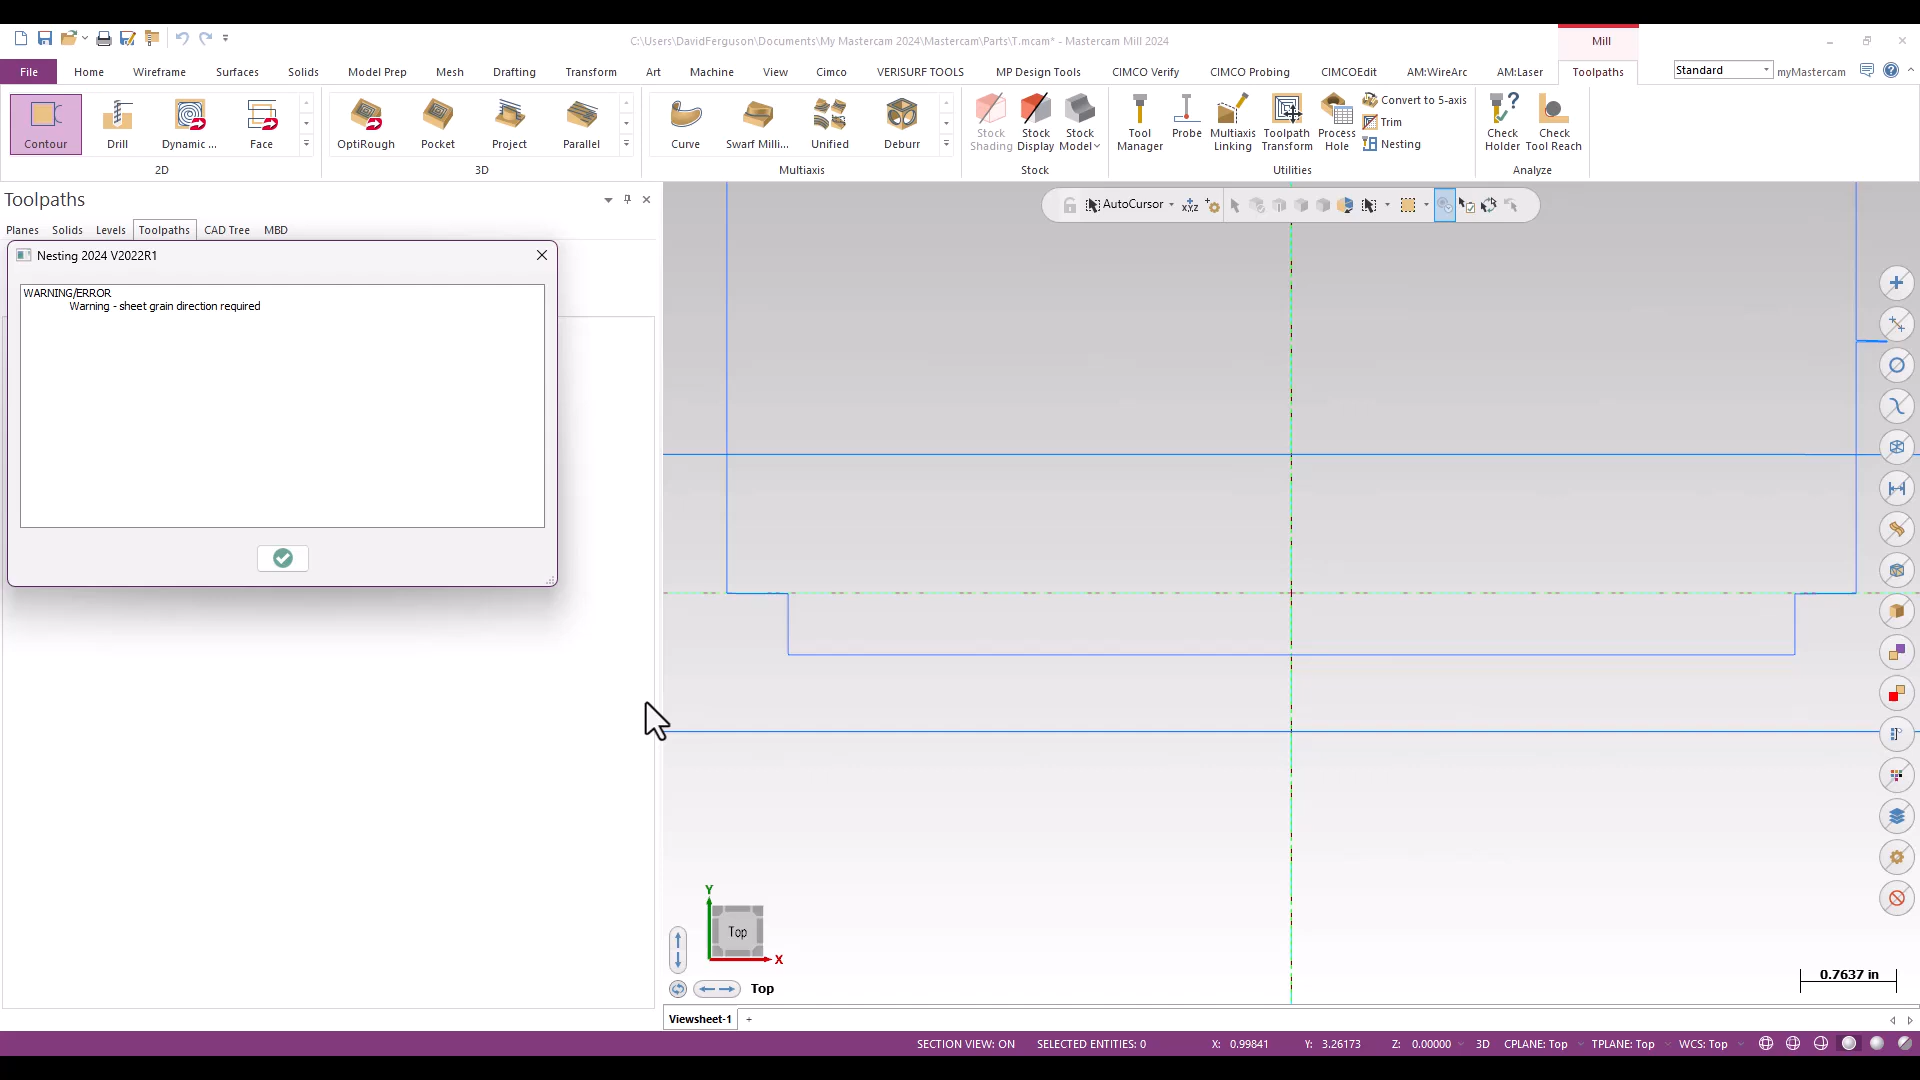 C:\Users\DavidFerguson\Documents\My Mastercam 2024\Mastercam\Parts\T.mcam* - Mastercam Mill 2024
Mill
File Home Wireframe Surfaces Solids Model Prep Mesh Drafting Transform Art Machine View Cimco VERISURF TOOLS MP Design Tools CIMCO Verify CIMCO Probing CIMCOEdit AM:WireArc AM:Laser Toolpaths Standard myMastercam
Contour Drill Dynamic ... Face OptiRough Pocket Project Parallel Curve Swarf Milli... Unified Deburr
Stock Shading
Stock Display
Stock Model
Tool Manager
Probe
Multiaxis Linking
Toolpath Transform
Process Hole
Convert to 5-axis
Trim
Nesting
Check Holder
Check Tool Reach
2D 3D Multiaxis Stock Utilities Analyze
Toolpaths
Planes Solids Levels Toolpaths CAD Tree MBD
AutoCursor
XYZ
Nesting 2024 V2022R1
WARNING/ERROR
Warning - sheet grain direction required
Y
Top
X
Top
0.7637 in
Viewsheet-1 +
SECTION VIEW: ON SELECTED ENTITIES: 0 X: 0.99841 Y: 3.26173 Z: 0.00000 3D CPLANE: Top TPLANE: Top WCS: Top